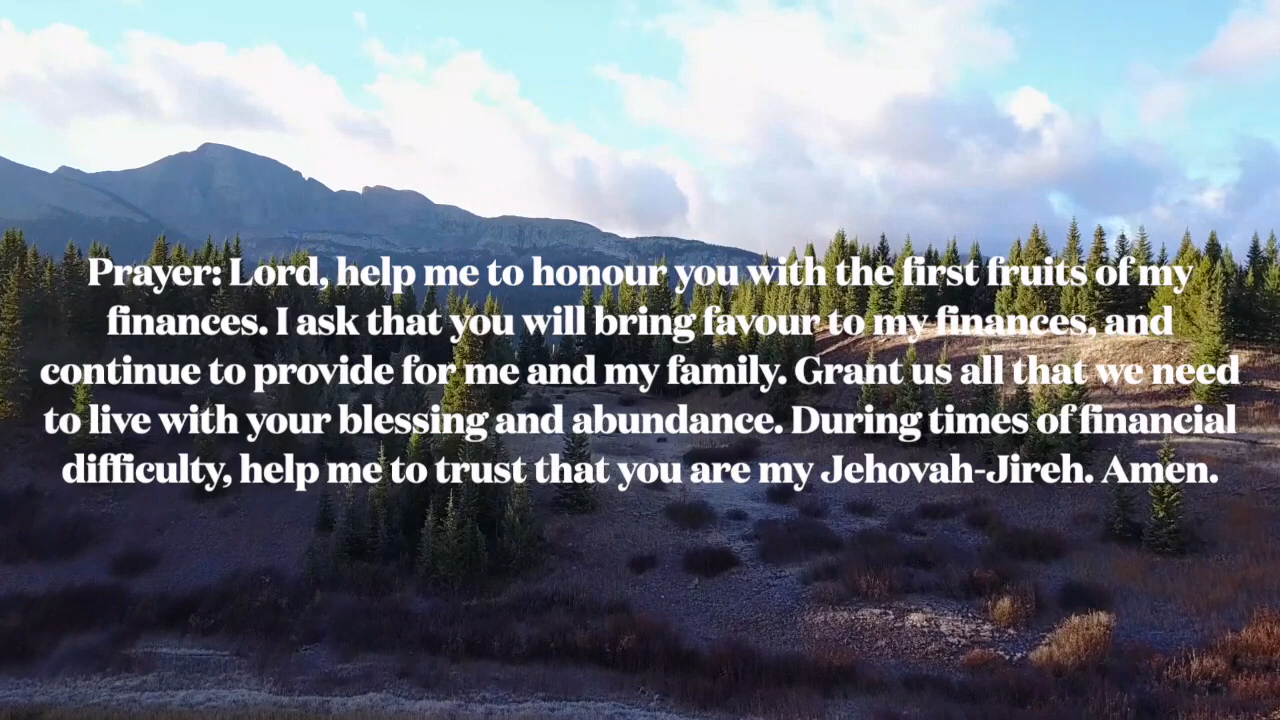 Prayer: Lord, help me to honour you with the first fruits of my
finances. I ask that you will bring favour to my finances, and
continue to provide for me and my family. Grant us all that we need
to live with your blessing and abundance. During times of financial
difficulty, help me to trust that you are my Jehovah-Jireh. Amen.